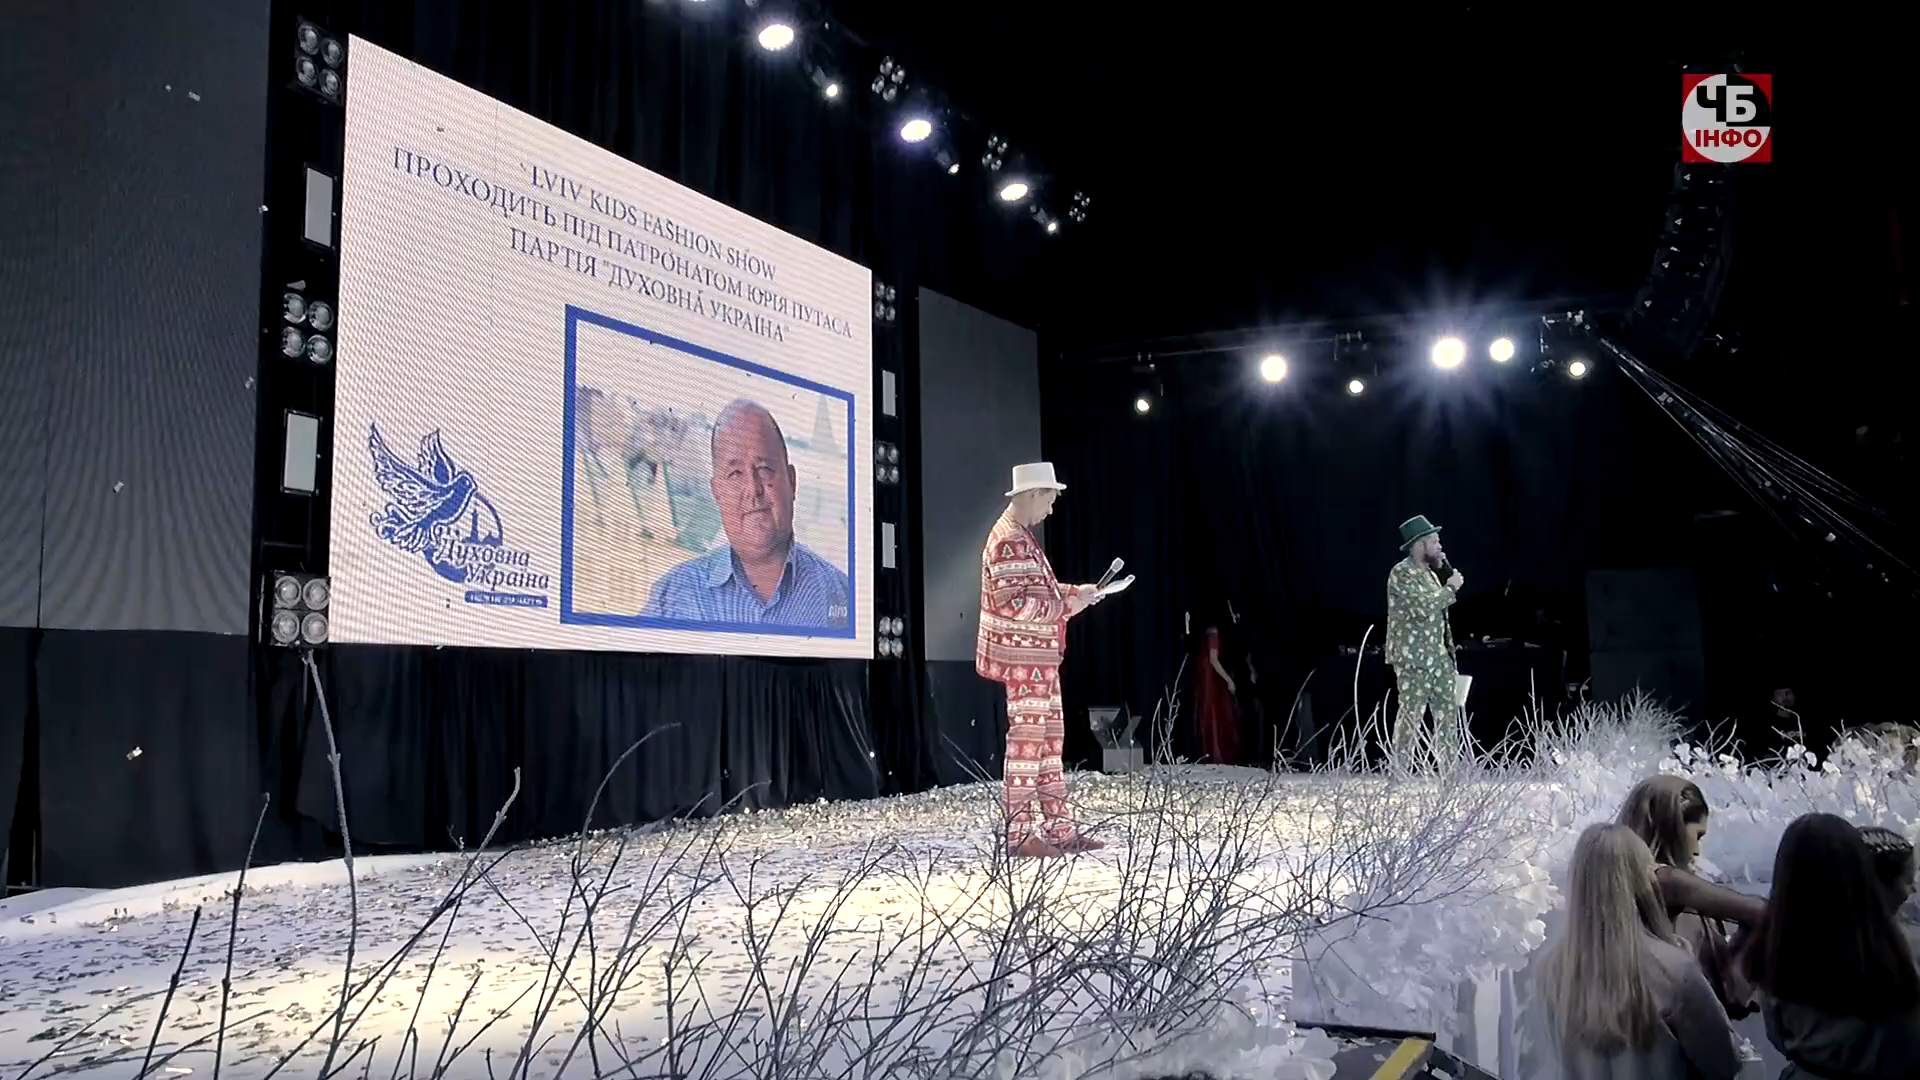 ЧБ
ІНФО
LVIV KIDS FASHION SHOW
ПРОХОДИТЬ ПІД ПАТРОНАТОМ ЮРІЯ ПУТАСА
ПАРТІЯ "ДУХОВНА УКРАЇНА"
Духовна
Україна